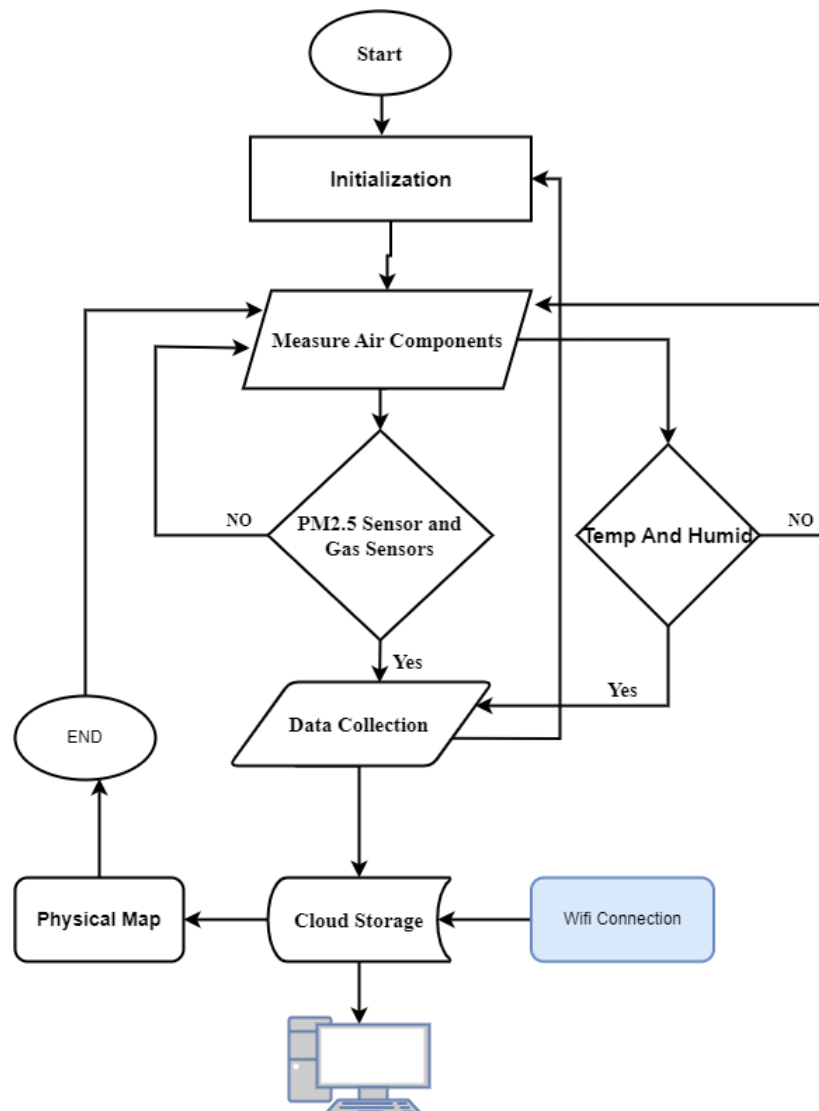 Start
Initialization
Measure Air Components
NO
PM2.5 Sensor and
Gas Sensors
Temp And Humid
NO
Yes
Yes
Data Collection
END
Physical Map
Cloud Storage
Wifi Connection